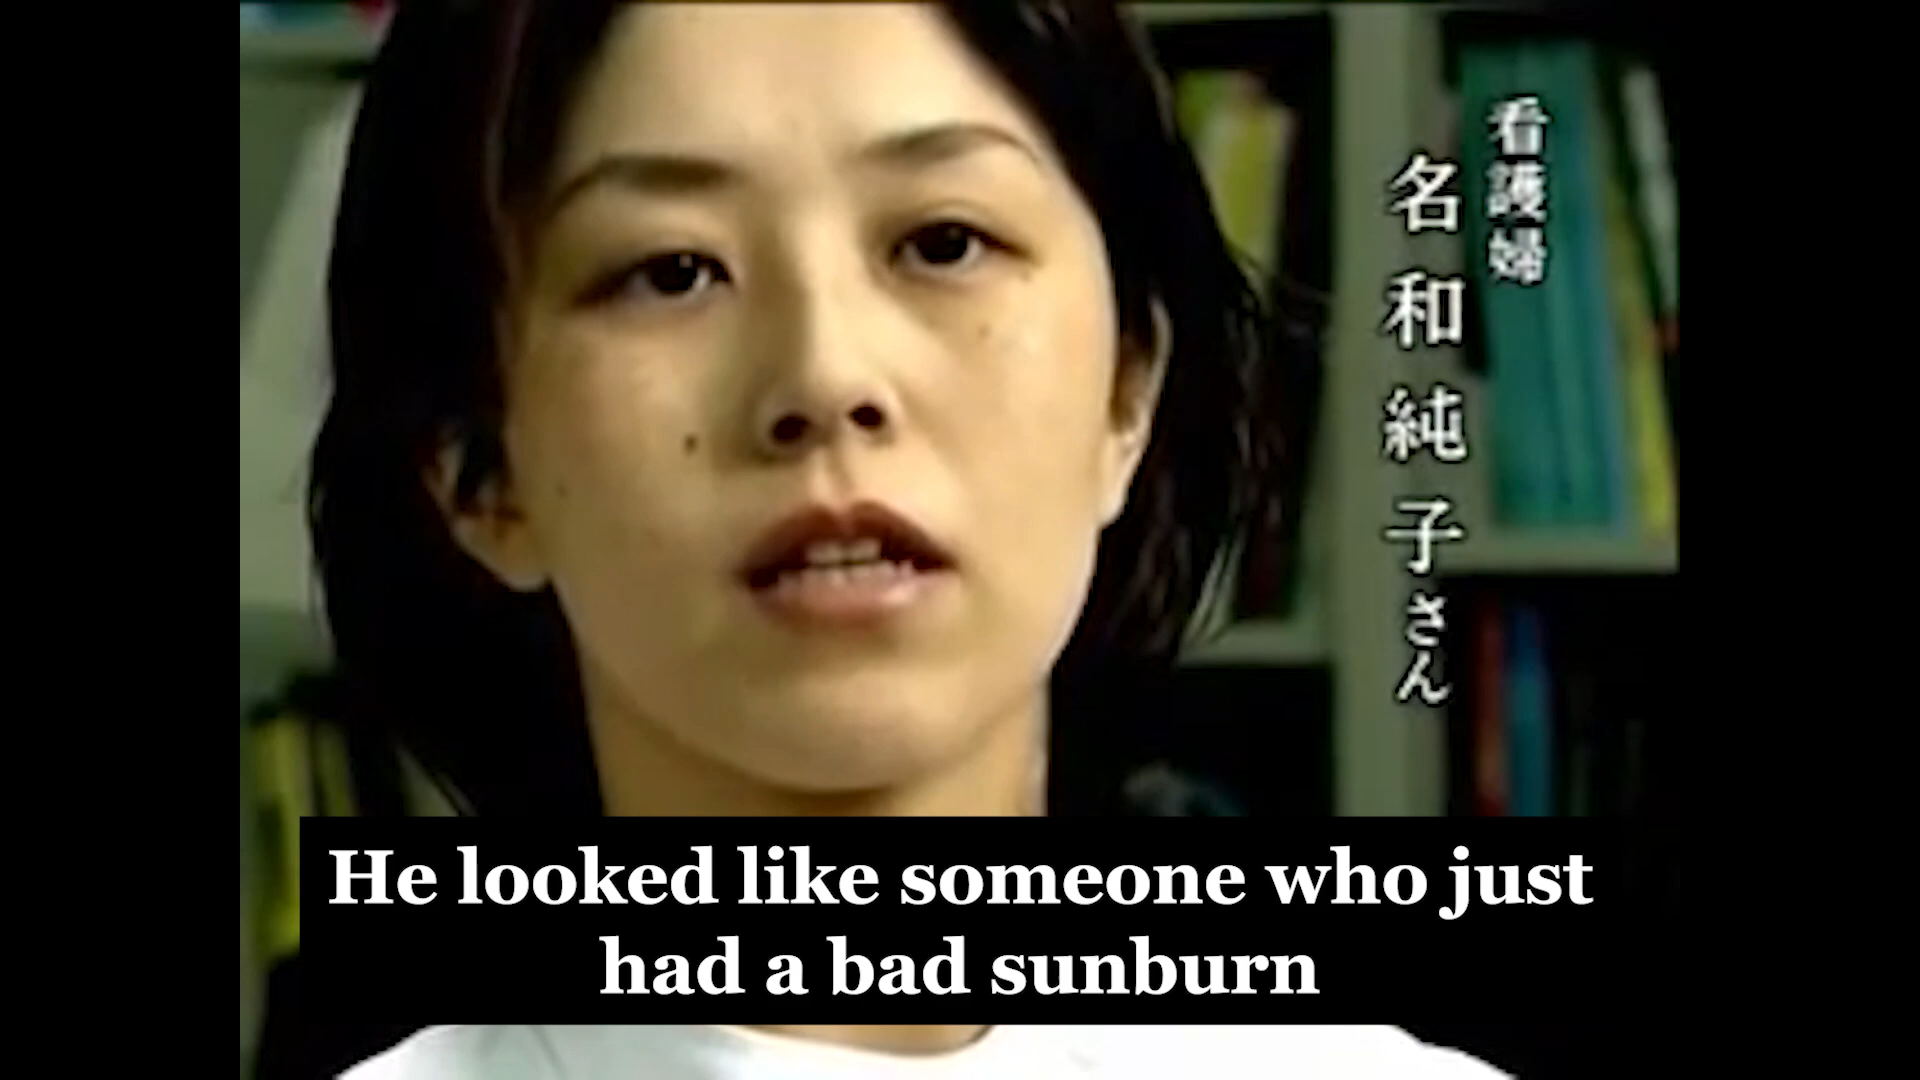 看護婦
名和純子さん
He looked like someone who just
had a bad sunburn